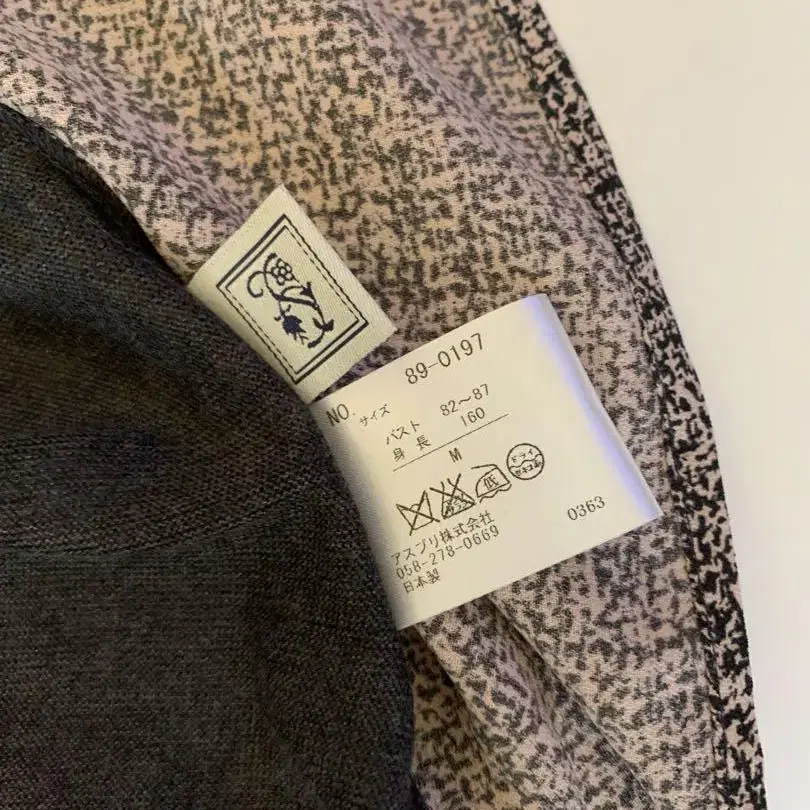 NO. 89-0197
サイズ
バスト 82~87
身長 160
M
低 ドライ
アスプリ株式会社
058-278-0669
日本製
0363